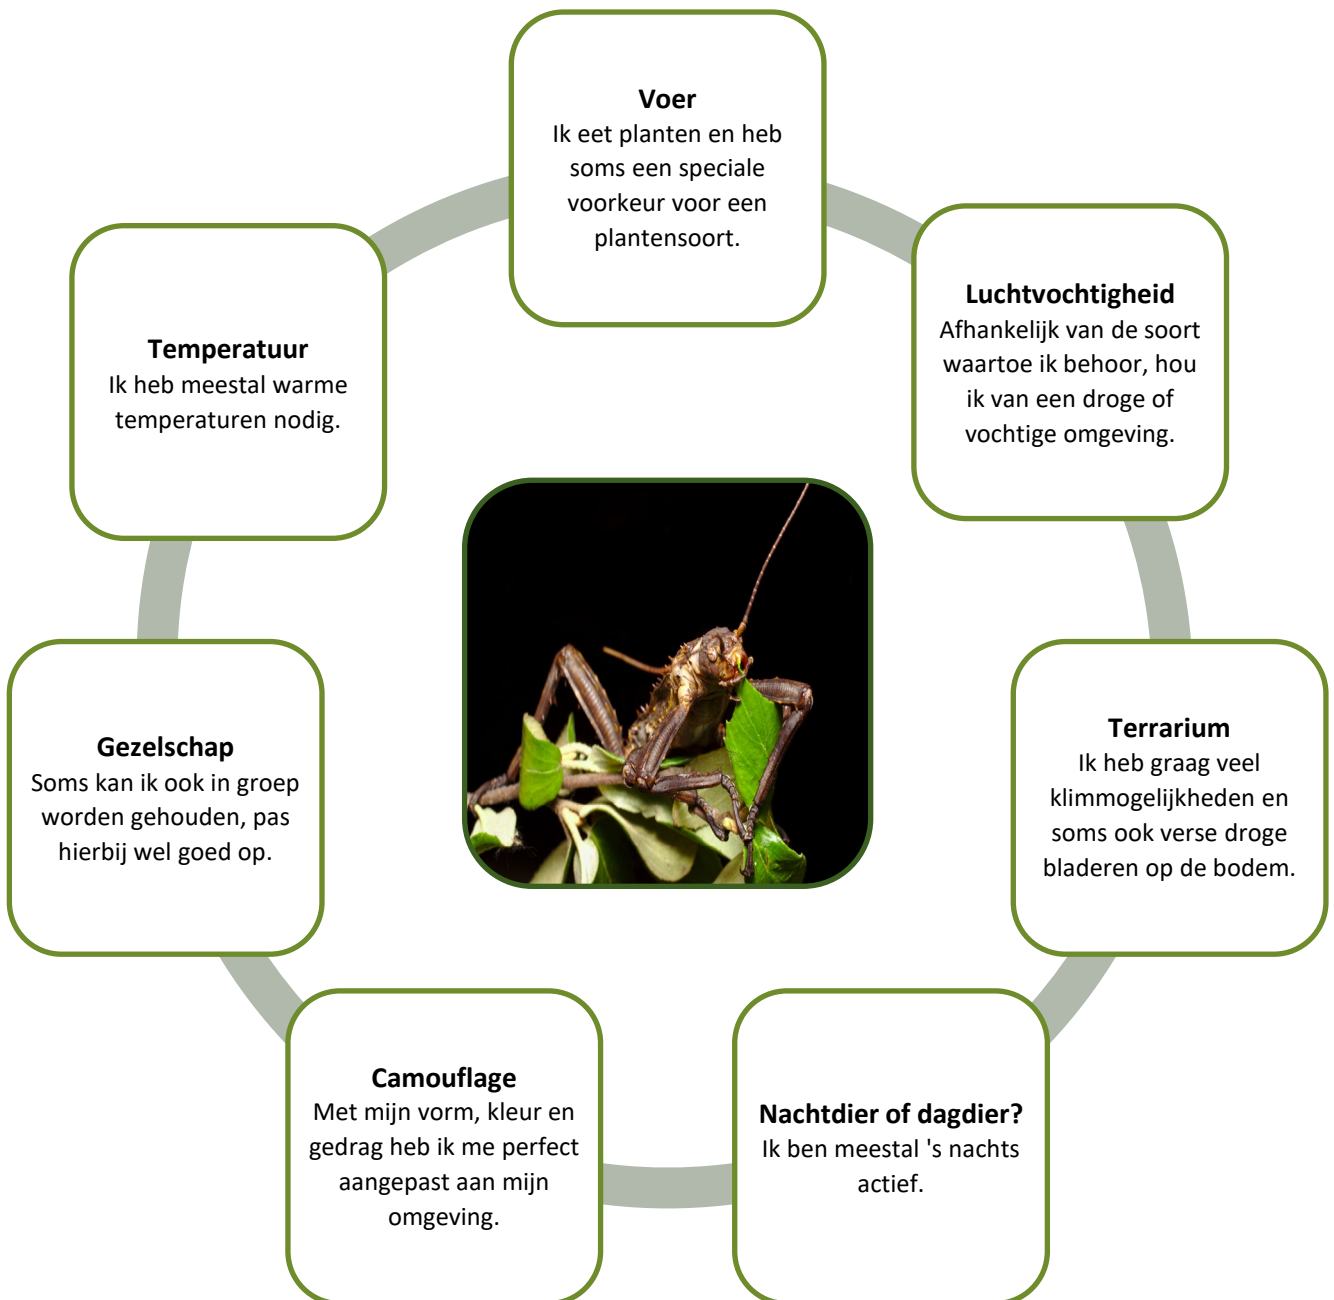 Voer
Ik eet planten en heb
soms een speciale
voorkeur voor een
plantensoort.
Luchtvochtigheid
Afhankelijk van de soort
waartoe ik behoor, hou
ik van een droge of
vochtige omgeving.
Terrarium
Ik heb graag veel
klimmogelijkheden en
soms ook verse droge
bladeren op de bodem.
Nachtdier of dagdier?
Ik ben meestal 's nachts
actief.
Camouflage
Met mijn vorm, kleur en
gedrag heb ik me perfect
aangepast aan mijn
omgeving.
Gezelschap
Soms kan ik ook in groep
worden gehouden, pas
hierbij wel goed op.
Temperatuur
Ik heb meestal warme
temperaturen nodig.